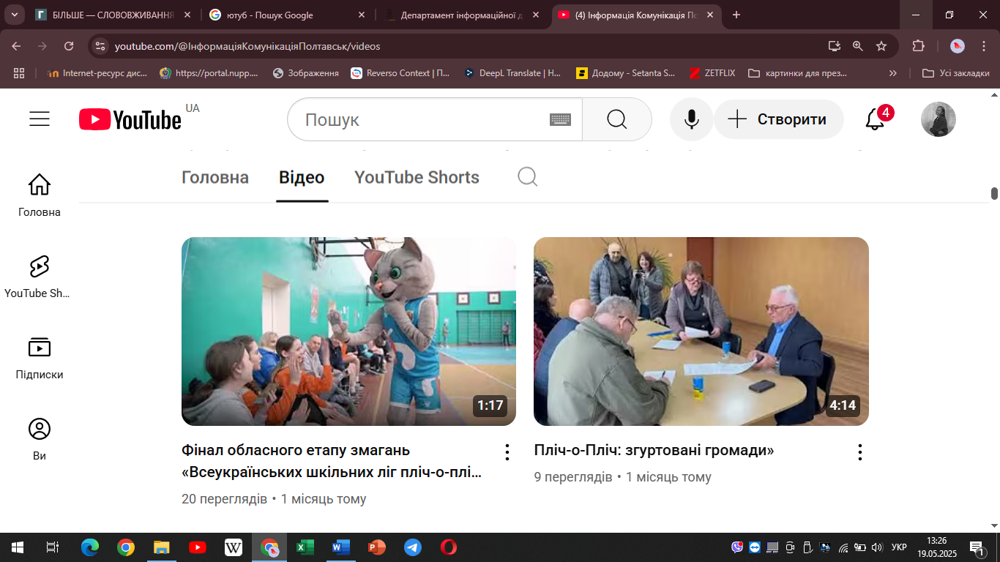 БІЛЬШЕ — СЛОВОВЖИВАННЯ
ютуб - Пошук Google
Департамент інформаційної д
(4) Інформація Комунікація По
youtube.com/@ІнформаціяКомунікаціяПолтавськ/videos
Internet-ресурс дис...
https://portal.nupp....
Зображення
Reverso Context | П...
DeepL Translate | Н...
Додому - Setanta S...
ZETFLIX
картинки для през...
Усі закладки
YouTube UA
Пошук
Створити
4
Головна
Відео
YouTube Shorts
Головна
YouTube Sh...
Підписки
Ви
1:17
4:14
Фінал обласного етапу змагань
«Всеукраїнських шкільних ліг пліч-о-плі...
20 переглядів • 1 місяць тому
Пліч-о-Пліч: згуртовані громади»
9 переглядів • 1 місяць тому
УКР
13:26
19.05.2025
1